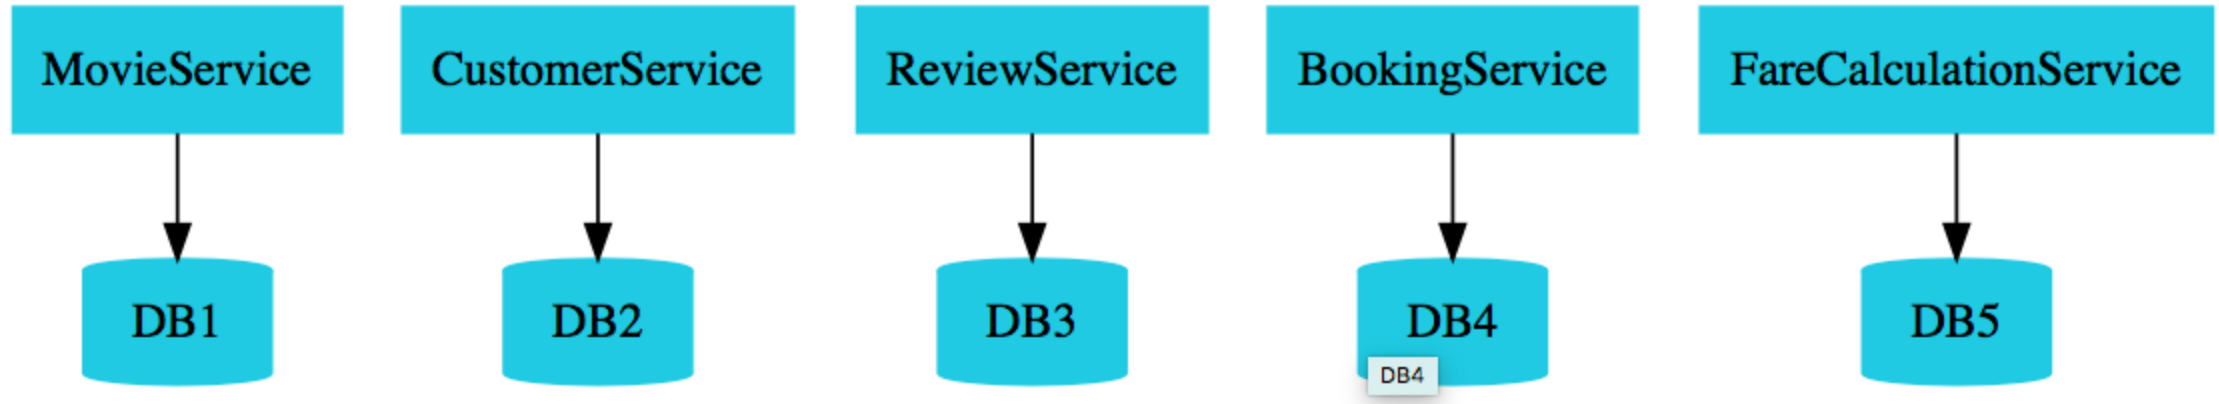 MovieService
CustomerService
ReviewService
BookingService
FareCalculationService
DB1
DB2
DB3
DB4
DB5
DB4